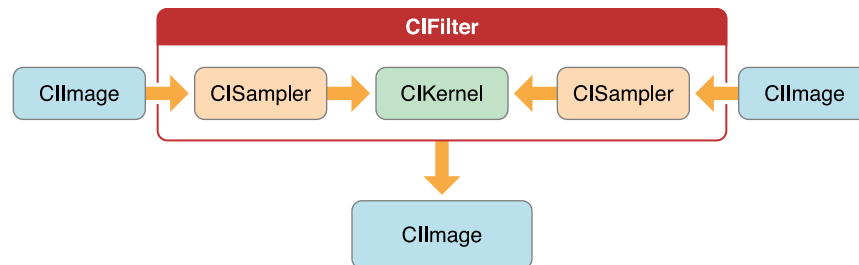 CIFilter
CIImage
CISampler
CIKernel
CISampler
CIImage
CIImage